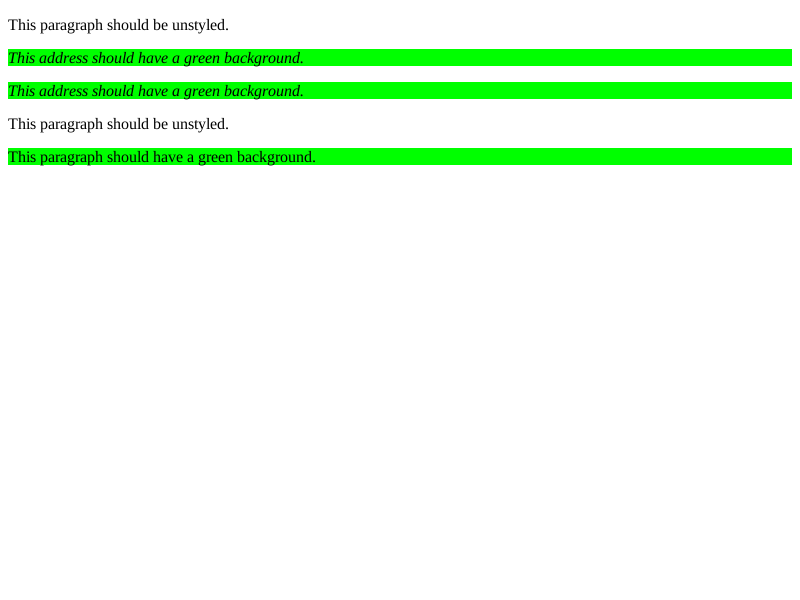 This paragraph should be unstyled.
This address should have a green background.
This address should have a green background.
This paragraph should be unstyled.
This paragraph should have a green background.